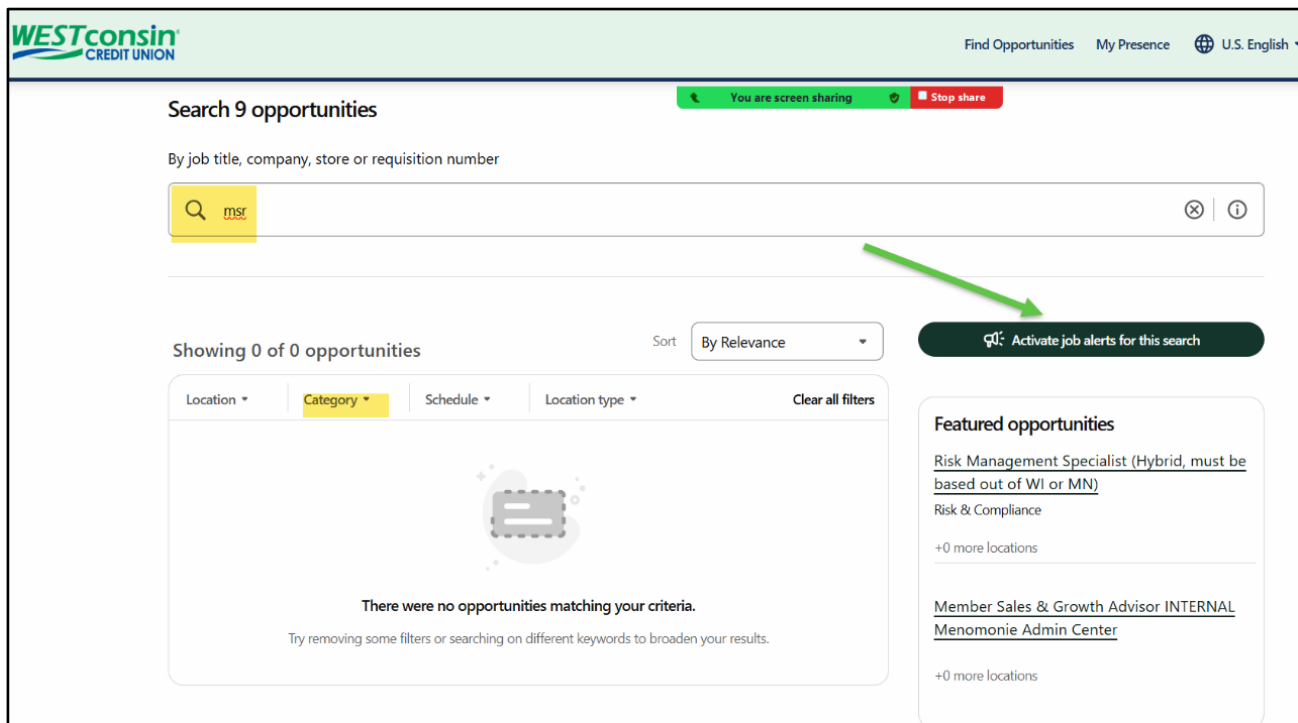 WESTconsin
CREDIT UNION
Find Opportunities My Presence U.S. English
Search 9 opportunities
You are screen sharing Stop share
By job title, company, store or requisition number
msr
Activate job alerts for this search
Showing 0 of 0 opportunities
Sort By Relevance
Location Category Schedule Location type Clear all filters
Featured opportunities
Risk Management Specialist (Hybrid, must be
based out of WI or MN)
Risk & Compliance
+0 more locations
There were no opportunities matching your criteria.
Try removing some filters or searching on different keywords to broaden your results.
Member Sales & Growth Advisor INTERNAL
Menomonie Admin Center
+0 more locations